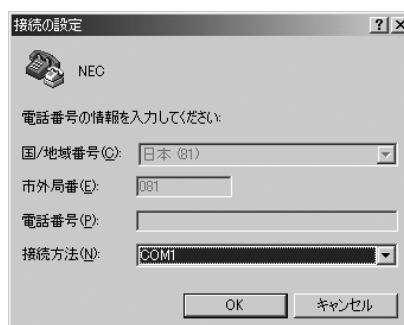 接続の設定
NEC
電話番号の情報を入力してください:
国/地域番号(C): 日本 (81)
市外局番(E): 081
電話番号(P):
接続方法(N): COM1
OK キャンセル